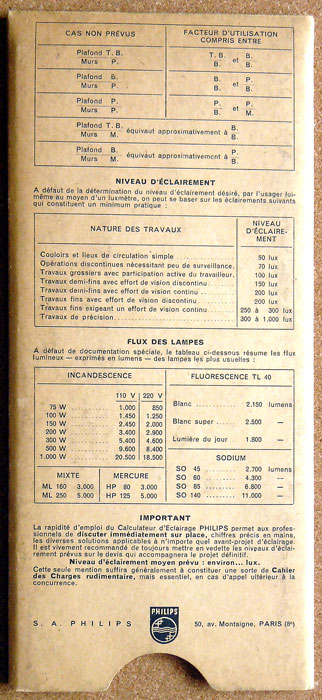 CAS NON PRÉVUS FACTEUR D'UTILISATION
COMPRIS ENTRE
Plafond T. B. T. B. et B.
Murs P. B. B.
Plafond B. B. et P.
Murs P. B. M.
Plafond P. P. et P.
Murs P. B. M.
Plafond T. B. équivaut approximativement à B.
Murs M. B.
Plafond B. équivaut approximativement à P.
Murs M. B.
NIVEAU D'ÉCLAIREMENT
A défaut de la détermination du niveau d'éclairement désiré, par l'usager lui-
même au moyen d'un luxmètre, on peut se baser sur les éclairements suivants
qui constituent un minimum pratique :
NATURE DES TRAVAUX NIVEAU
D'ÉCLAIRE-
MENT
Couloirs et lieux de circulation simple 50 lux
Opérations discontinues nécessitant peu de surveillance. 70 lux
Travaux grossiers avec participation active du travailleur. 100 lux
Travaux demi-fins avec effort de vision discontinu 150 lux
Travaux demi-fins avec effort de vision continu 200 lux
Travaux fins avec effort de vision discontinu 200 lux
Travaux fins exigeant un effort de vision continu 250 à 300 lux
Travaux de précision 300 à 1.000 lux
FLUX DES LAMPES
A défaut de documentation spéciale, le tableau ci-dessous résume les flux
lumineux — exprimés en lumens — des lampes les plus usuelles :
INCANDESCENCE
110 V 220 V
75 W 1.000 850
100 W 1.450 1.250
150 W 2.450 2.000
200 W 3.400 2.900
300 W 5.400 4.600
500 W 9.600 8.400
1.000 W 20.500 18.500
MIXTE MERCURE
ML 160 3.000 HP 80 3.000
ML 250 5.000 HP 125 5.000
FLUORESCENCE TL 40
Blanc 2.150 lumens
Blanc super 2.500 —
Lumière du jour 1.800 —
SODIUM
SO 45 2.700 lumens
SO 60 4.300 —
SO 85 6.800 —
SO 140 11.000 —
IMPORTANT
La rapidité d'emploi du Calculateur d'Eclairage PHILIPS permet aux profes-
sionnels de discuter immédiatement sur place, chiffres précis en mains,
les diverses solutions applicables à n'importe quel avant-projet d'éclairage.
Il est vivement recommandé de toujours mettre en vedette les niveaux d'éclai-
rement prévus sur le devis qui accompagnera le projet définitif.
Niveau d'éclairement moyen prévu : environ... lux.
Cette seule mention suffira généralement à constituer une sorte de Cahier
des Charges rudimentaire, mais essentiel, en cas d'appel ultérieur à la
concurrence.
S. A. PHILIPS
PHILIPS
50, av. Montaigne, PARIS (8e)